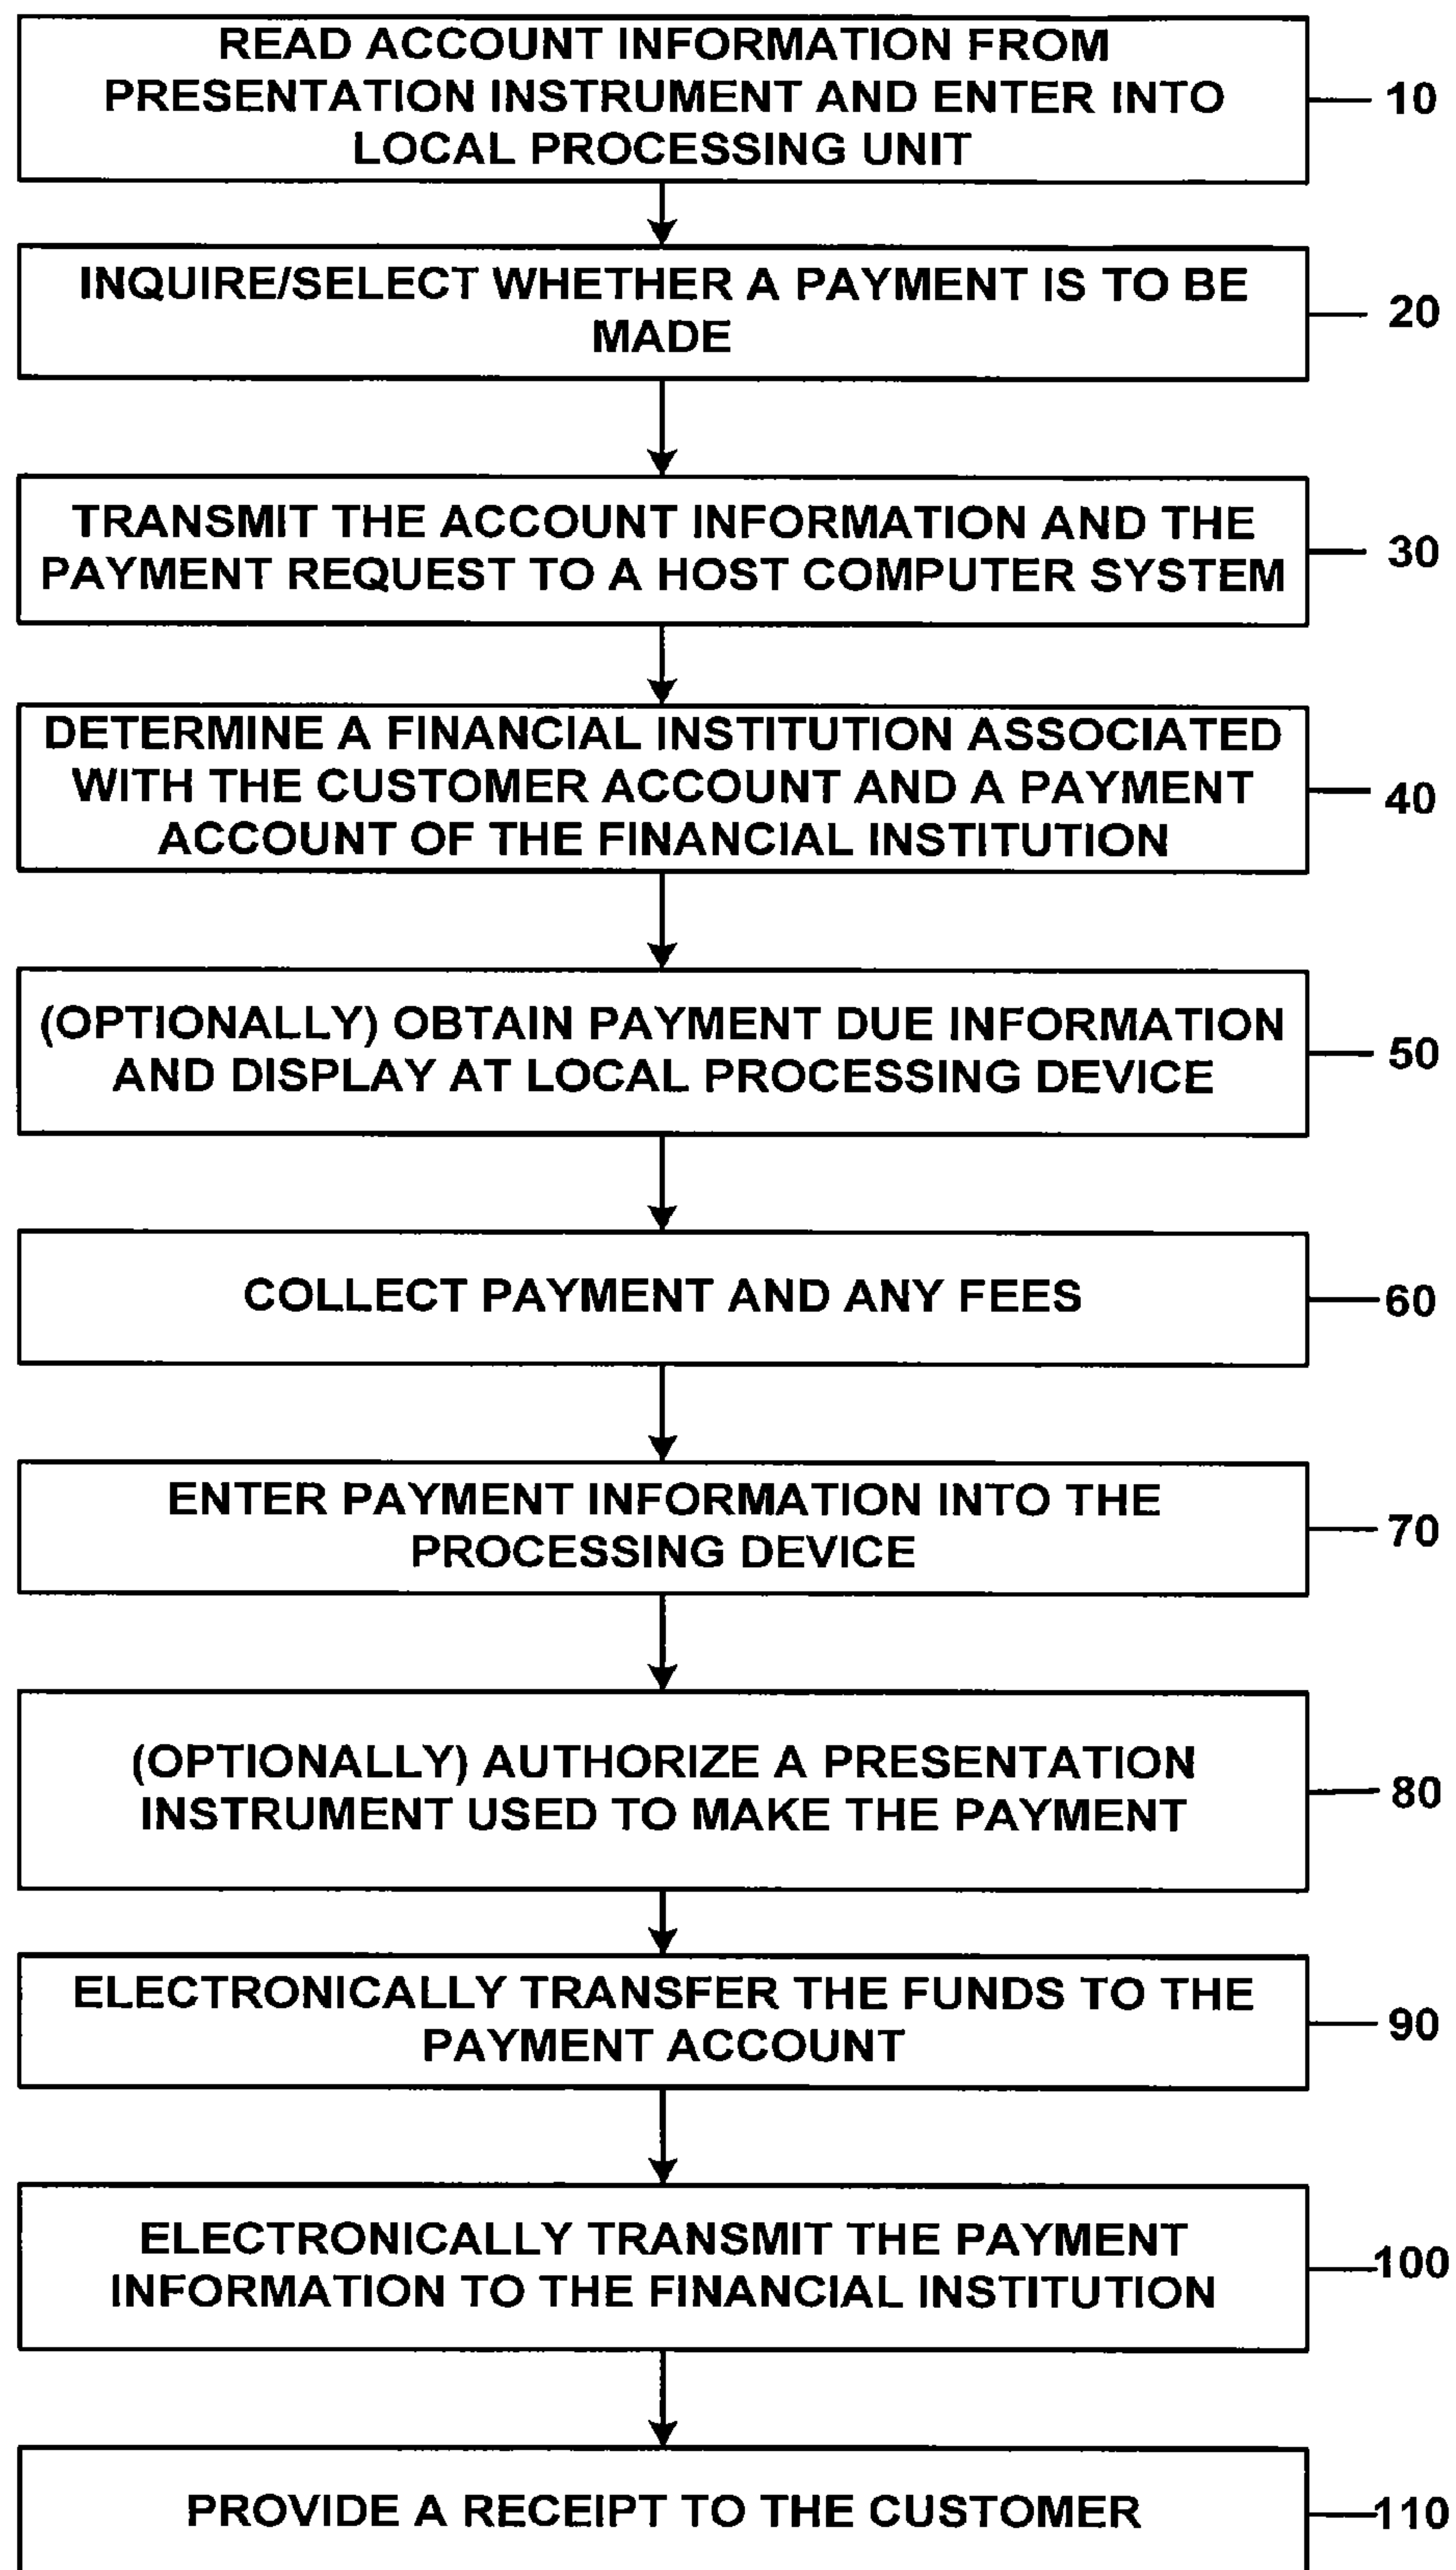 READ ACCOUNT INFORMATION FROM
PRESENTATION INSTRUMENT AND ENTER INTO
LOCAL PROCESSING UNIT
10
INQUIRE/SELECT WHETHER A PAYMENT IS TO BE
MADE
20
TRANSMIT THE ACCOUNT INFORMATION AND THE
PAYMENT REQUEST TO A HOST COMPUTER SYSTEM
30
DETERMINE A FINANCIAL INSTITUTION ASSOCIATED
WITH THE CUSTOMER ACCOUNT AND A PAYMENT
ACCOUNT OF THE FINANCIAL INSTITUTION
40
(OPTIONALLY) OBTAIN PAYMENT DUE INFORMATION
AND DISPLAY AT LOCAL PROCESSING DEVICE
50
COLLECT PAYMENT AND ANY FEES
60
ENTER PAYMENT INFORMATION INTO THE
PROCESSING DEVICE
70
(OPTIONALLY) AUTHORIZE A PRESENTATION
INSTRUMENT USED TO MAKE THE PAYMENT
80
ELECTRONICALLY TRANSFER THE FUNDS TO THE
PAYMENT ACCOUNT
90
ELECTRONICALLY TRANSMIT THE PAYMENT
INFORMATION TO THE FINANCIAL INSTITUTION
100
PROVIDE A RECEIPT TO THE CUSTOMER
110